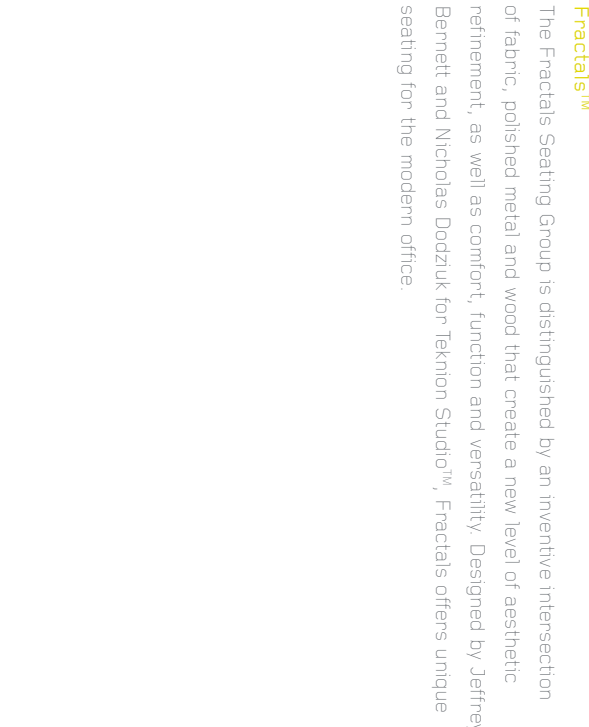 Fractals™
The Fractals Seating Group is distinguished by an inventive intersection
of fabric, polished metal and wood that create a new level of aesthetic
refinement, as well as comfort, function and versatility. Designed by Jeffrey
Bennett and Nicholas Dodziuk for Teknion Studio™, Fractals offers unique
seating for the modern office.